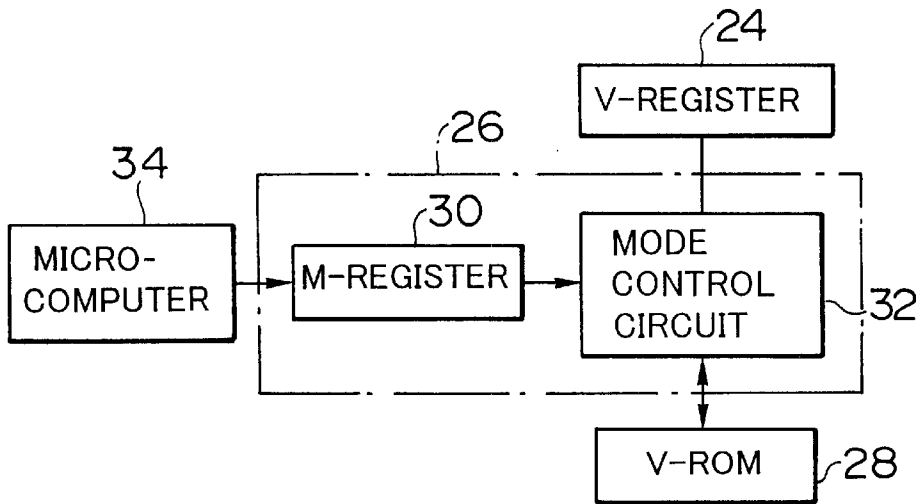 24
V-REGISTER
26
34
30
MICRO-
COMPUTER
M-REGISTER
MODE
CONTROL
CIRCUIT
32
V-ROM
28